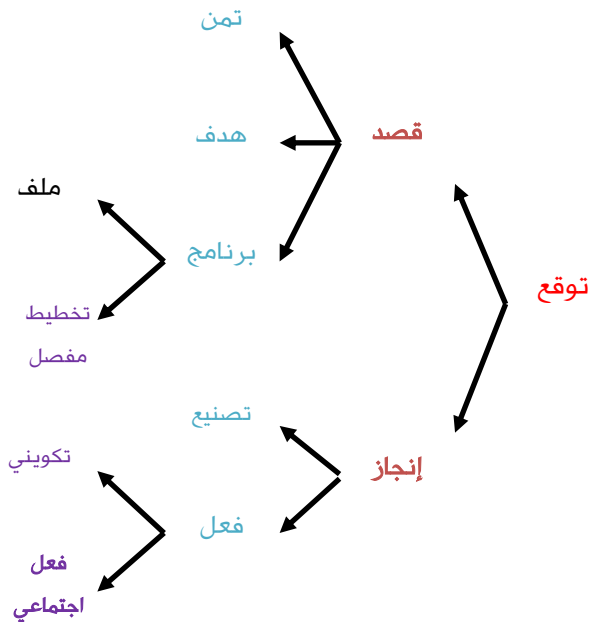 تمن
هدف
قصد
ملف
برنامج
توقع
تخطيط
مفصل
تصنيع
تكويني
إنجاز
فعل
فعل
اجتماعي